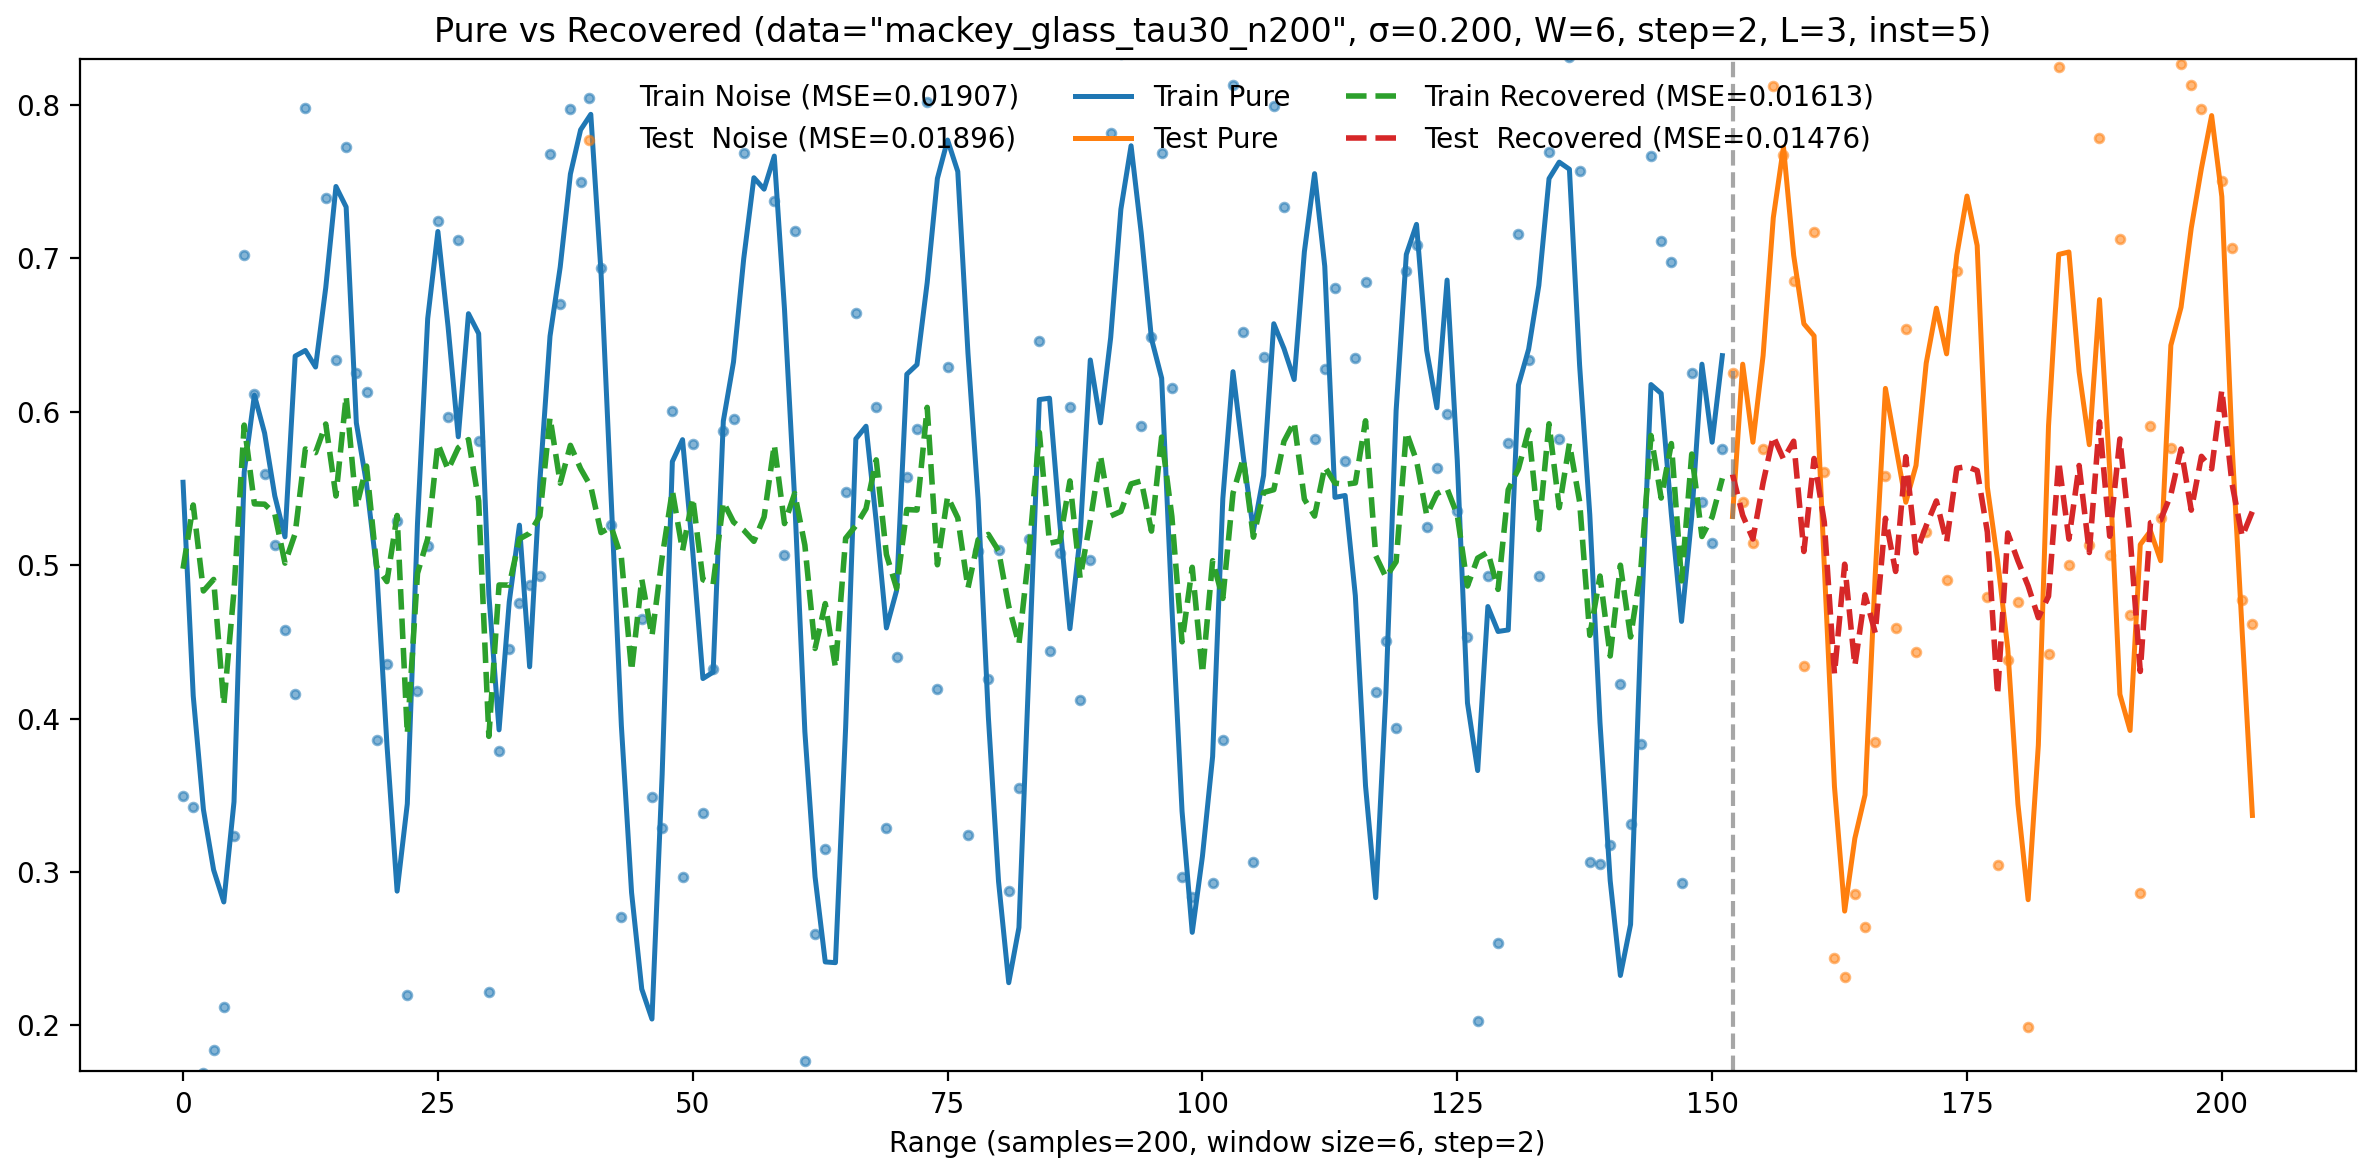 Pure vs Recovered (data="mackey_glass_tau30_n200", σ=0.200, W=6, step=2, L=3, inst=5)
Train Noise (MSE=0.01907) Train Pure Train Recovered (MSE=0.01613)
Test  Noise (MSE=0.01896) Test Pure Test  Recovered (MSE=0.01476)
0.8
0.7
0.6
0.5
0.4
0.3
0.2
0 25 50 75 100 125 150 175 200
Range (samples=200, window size=6, step=2)